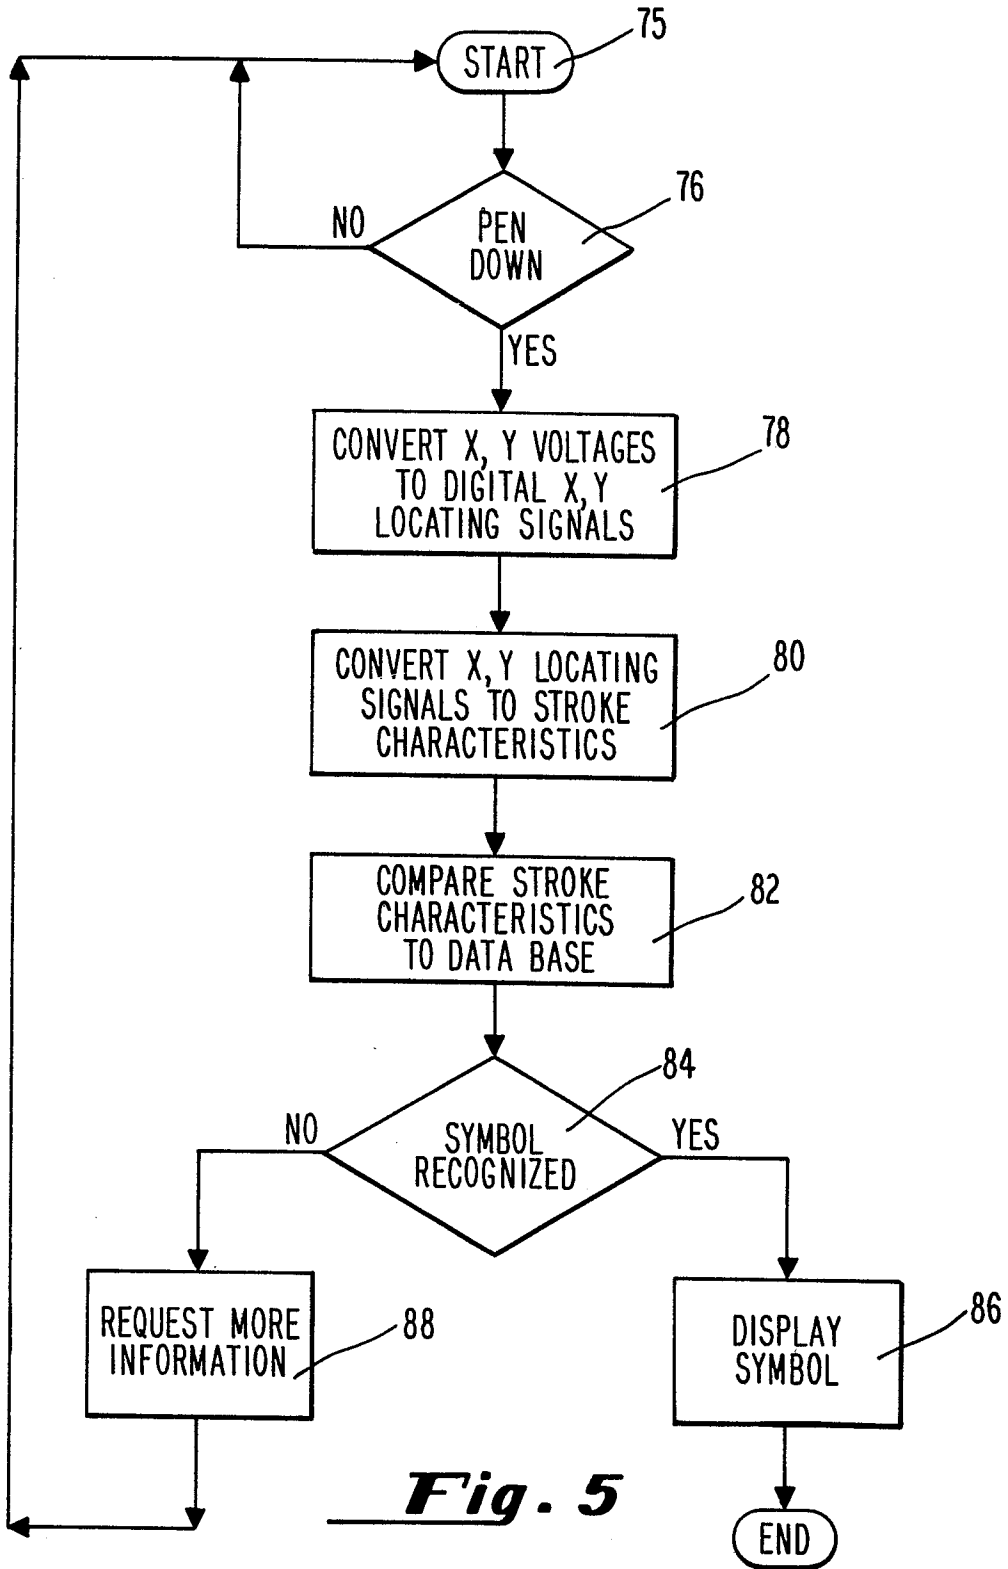 75
START
76
NO
PEN
DOWN
YES
78
CONVERT X, Y VOLTAGES
TO DIGITAL X, Y
LOCATING SIGNALS
80
CONVERT X, Y LOCATING
SIGNALS TO STROKE
CHARACTERISTICS
82
COMPARE STROKE
CHARACTERISTICS
TO DATA BASE
84
NO
YES
SYMBOL
RECOGNIZED
REQUEST MORE
INFORMATION
88
DISPLAY
SYMBOL
86
Fig. 5
END